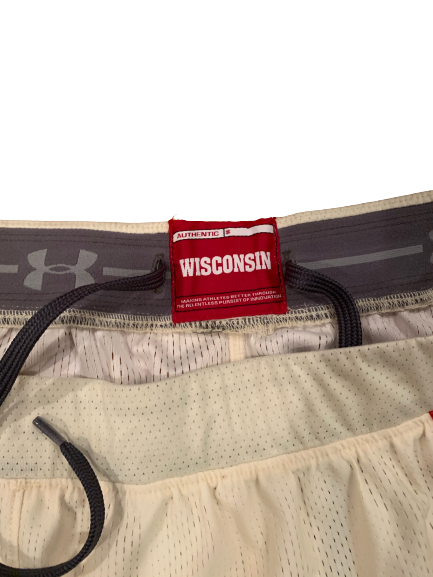 AUTHENTIC
WISCONSIN
MAKING ATHLETES BETTER THROUGH
THE RELENTLESS PURSUIT OF INNOVATION